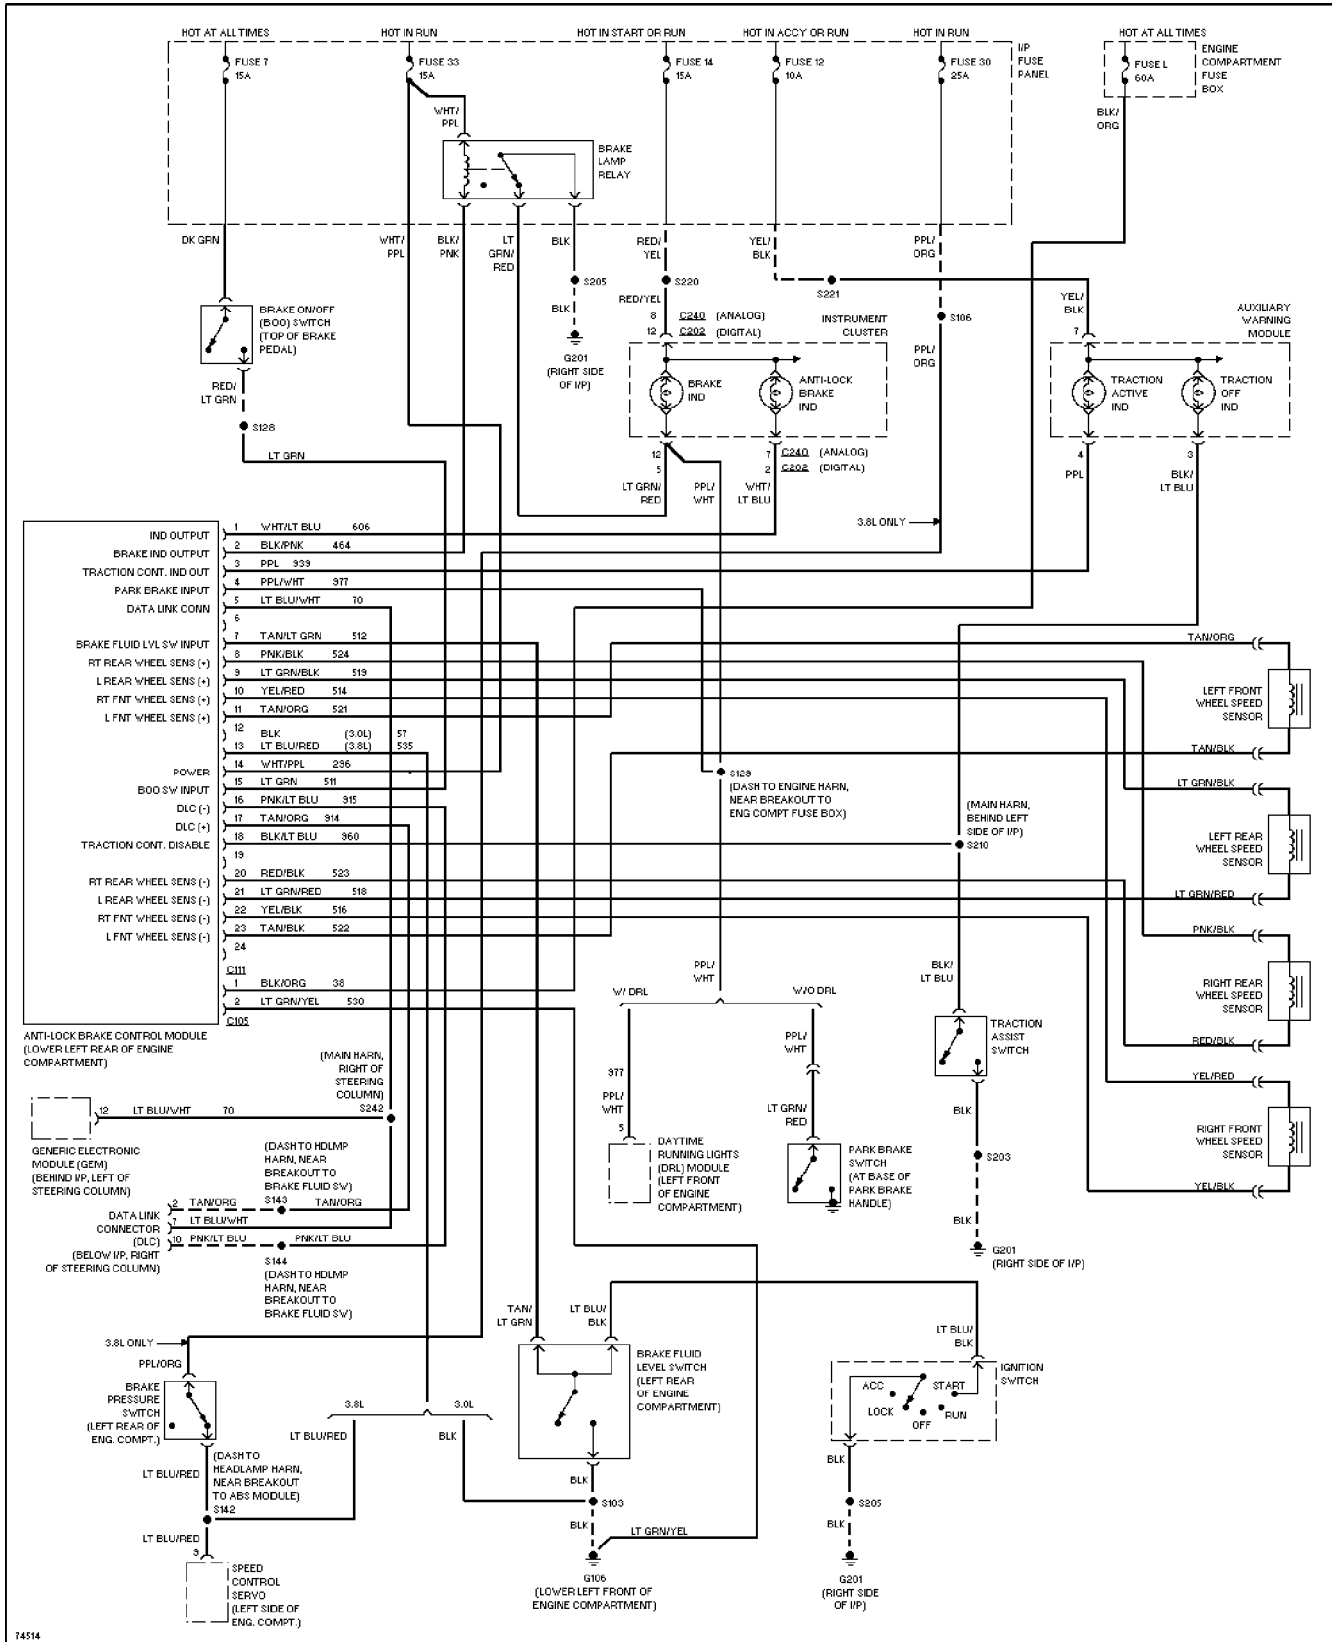 HOT AT ALL TIMES
HOT IN RUN
HOT IN START OR RUN
HOT IN ACCY OR RUN
HOT IN RUN
HOT AT ALL TIMES
FUSE 7
15A
FUSE 33
15A
FUSE 14
15A
FUSE 12
10A
FUSE 30
25A
I/P
FUSE
PANEL
FUSE L
60A
ENGINE
COMPARTMENT
FUSE
BOX
WHT/
PPL
BLK/
ORG
BRAKE
LAMP
RELAY
DK GRN
WHT/
PPL
BLK/
PNK
LT
GRN/
RED
BLK
RED/
YEL
YEL/
BLK
PPL/
ORG
S205
S220
S221
BLK
RED/YEL
YEL/
BLK
BRAKE ON/OFF
(BOO) SWITCH
(TOP OF BRAKE
PEDAL)
8 C240 (ANALOG)
12 C202 (DIGITAL)
INSTRUMENT
CLUSTER
S106
7
AUXILIARY
WARNING
MODULE
G201
(RIGHT SIDE
OF I/P)
PPL/
ORG
BRAKE
IND
ANTI-LOCK
BRAKE
IND
TRACTION
ACTIVE
IND
TRACTION
OFF
IND
RED/
LT GRN
S128
LT GRN
12
5
7 C240 (ANALOG)
2 C202 (DIGITAL)
4
3
LT GRN/
RED
PPL/
WHT
WHT/
LT BLU
PPL
BLK/
LT BLU
3.8L ONLY
IND OUTPUT 1 WHT/LT BLU 606
BRAKE IND OUTPUT 2 BLK/PNK 464
TRACTION CONT. IND OUT 3 PPL 939
PARK BRAKE INPUT 4 PPL/WHT 977
DATA LINK CONN 5 LT BLU/WHT 70
6
BRAKE FLUID LVL SW INPUT 7 TAN/LT GRN 512
RT REAR WHEEL SENS (+) 8 PNK/BLK 524
L REAR WHEEL SENS (+) 9 LT GRN/BLK 519
RT FNT WHEEL SENS (+) 10 YEL/RED 514
L FNT WHEEL SENS (+) 11 TAN/ORG 521
12 BLK (3.0L) 57
13 LT BLU/RED (3.8L) 535
POWER 14 WHT/PPL 296
BOO SW INPUT 15 LT GRN 511
DLC (-) 16 PNK/LT BLU 915
DLC (+) 17 TAN/ORG 914
TRACTION CONT. DISABLE 18 BLK/LT BLU 960
19
RT REAR WHEEL SENS (-) 20 RED/BLK 523
L REAR WHEEL SENS (-) 21 LT GRN/RED 518
RT FNT WHEEL SENS (-) 22 YEL/BLK 516
L FNT WHEEL SENS (-) 23 TAN/BLK 522
24
C111
1 BLK/ORG 38
2 LT GRN/YEL 530
C105
ANTI-LOCK BRAKE CONTROL MODULE
(LOWER LEFT REAR OF ENGINE
COMPARTMENT)
S129
(DASH TO ENGINE HARN,
NEAR BREAKOUT TO
ENG COMPT FUSE BOX)
(MAIN HARN,
BEHIND LEFT
SIDE OF I/P)
S210
TAN/ORG
LEFT FRONT
WHEEL SPEED
SENSOR
TAN/BLK
LT GRN/BLK
LEFT REAR
WHEEL SPEED
SENSOR
LT GRN/RED
PNK/BLK
RIGHT REAR
WHEEL SPEED
SENSOR
RED/BLK
YEL/RED
RIGHT FRONT
WHEEL SPEED
SENSOR
YEL/BLK
PPL/
WHT
BLK/
LT BLU
W/ DRL
W/O DRL
PPL/
WHT
TRACTION
ASSIST
SWITCH
977
PPL/
WHT
5
LT GRN/
RED
BLK
S203
BLK
G201
(RIGHT SIDE OF I/P)
DAYTIME
RUNNING LIGHTS
(DRL) MODULE
(LEFT FRONT
OF ENGINE
COMPARTMENT)
PARK BRAKE
SWITCH
(AT BASE OF
PARK BRAKE
HANDLE)
(MAIN HARN,
RIGHT OF
STEERING
COLUMN)
S242
12 LT BLU/WHT 70
GENERIC ELECTRONIC
MODULE (GEM)
(BEHIND I/P, LEFT OF
STEERING COLUMN)
(DASH TO HDLMP
HARN, NEAR
BREAKOUT TO
BRAKE FLUID SW)
S143
2 TAN/ORG
TAN/ORG
7 LT BLU/WHT
10 PNK/LT BLU
PNK/LT BLU
DATA LINK
CONNECTOR
(DLC)
(BELOW I/P, RIGHT
OF STEERING COLUMN)
S144
(DASH TO HDLMP
HARN, NEAR
BREAKOUT TO
BRAKE FLUID SW)
3.8L ONLY
PPL/ORG
BRAKE
PRESSURE
SWITCH
(LEFT REAR OF
ENG. COMPT.)
TAN/
LT GRN
LT BLU/
BLK
LT BLU/
BLK
BRAKE FLUID
LEVEL SWITCH
(LEFT REAR
OF ENGINE
COMPARTMENT)
IGNITION
SWITCH
ACC
START
LOCK
RUN
OFF
3.8L
3.0L
LT BLU/RED
BLK
LT BLU/RED
(DASH TO
HEADLAMP HARN,
NEAR BREAKOUT
TO ABS MODULE)
S142
LT BLU/RED
9
SPEED
CONTROL
SERVO
(LEFT SIDE OF
ENG. COMPT.)
BLK
S103
BLK
LT GRN/YEL
G106
(LOWER LEFT FRONT OF
ENGINE COMPARTMENT)
BLK
S205
BLK
G201
(RIGHT SIDE
OF I/P)
74514